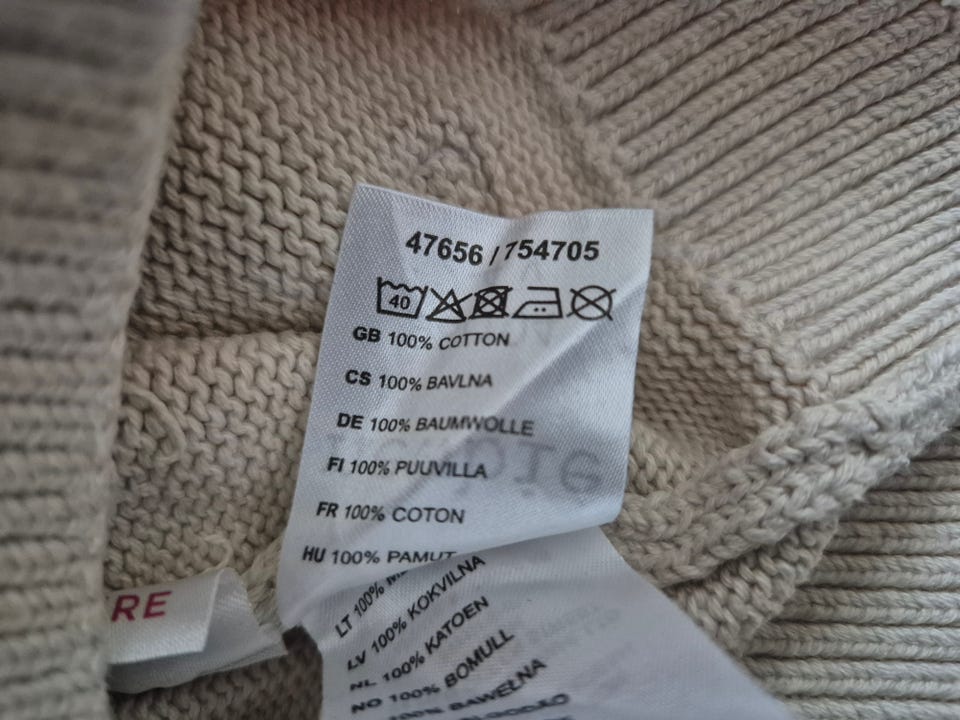 47656 / 754705
40
GB 100% COTTON
CS 100% BAVLNA
DE 100% BAUMWOLLE
FI 100% PUUVILLA
FR 100% COTON
HU 100% PAMUT
LT 100%
LV 100% KOKVILNA
NL 100% KATOEN
NO 100% BOMULL
100% BAWEŁNA
RE